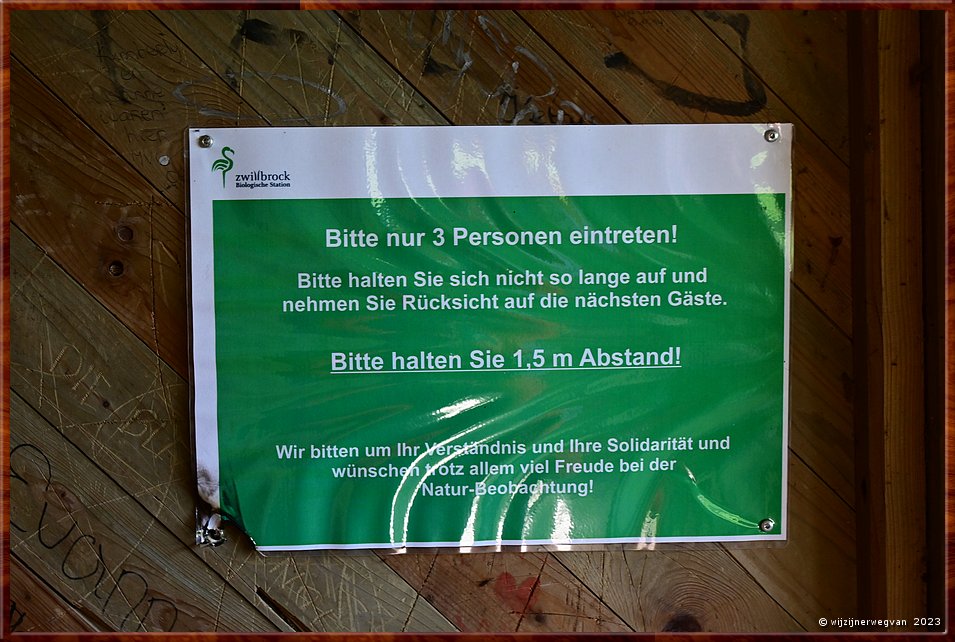 zwillbrock
Biologische Station
Bitte nur 3 Personen eintreten!
Bitte halten Sie sich nicht so lange auf und
nehmen Sie Rücksicht auf die nächsten Gäste.
Bitte halten Sie 1,5 m Abstand!
Wir bitten um Ihr Verständnis und Ihre Solidarität und
wünschen trotz allem viel Freude bei der
Natur-Beobachtung!
waren
hier
© wijzijnerwegvan 2023